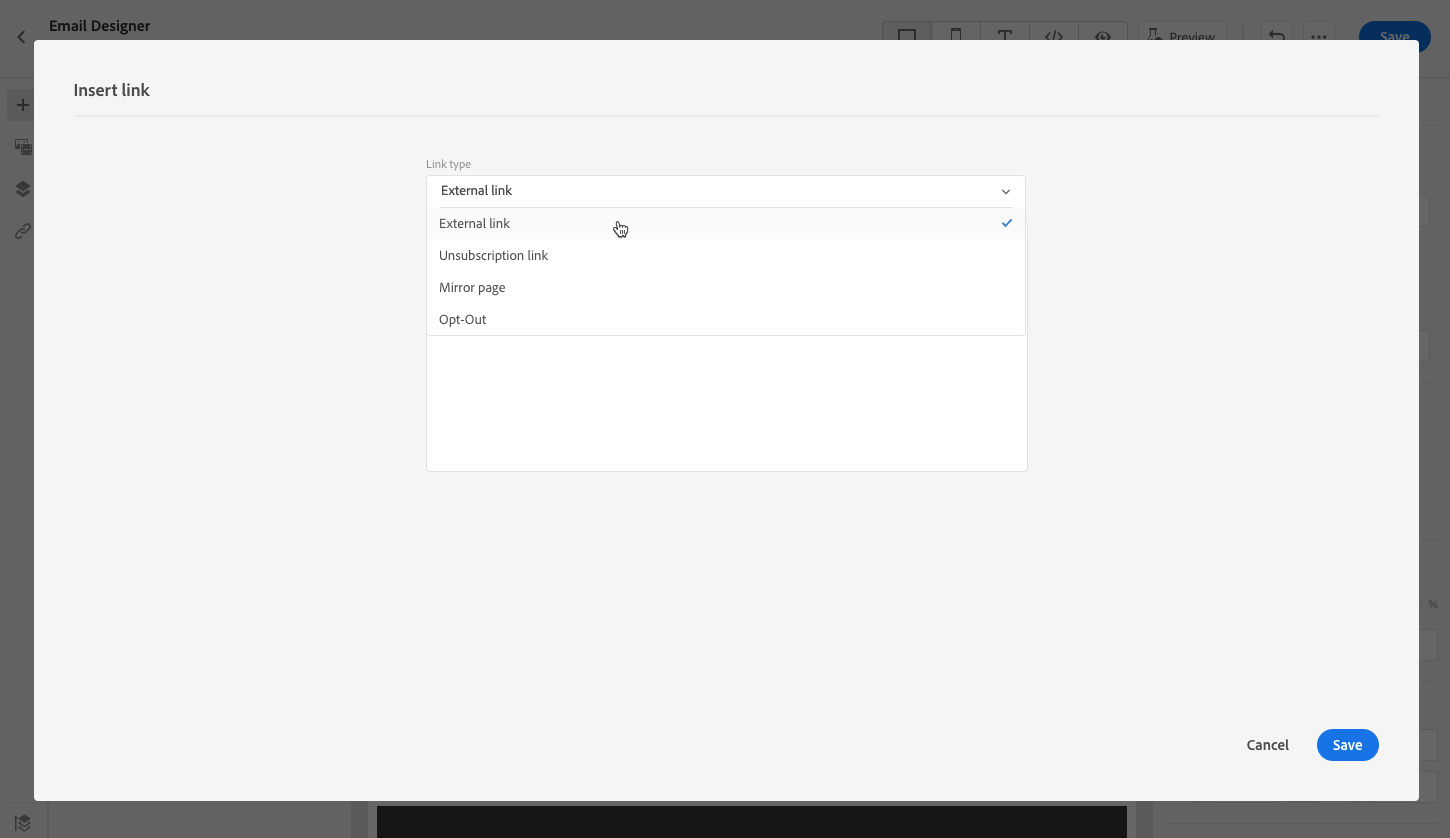 Email Designer
Preview
Save
Insert link
Link type
External link
External link
Unsubscription link
Mirror page
Opt-Out
%
Cancel
Save